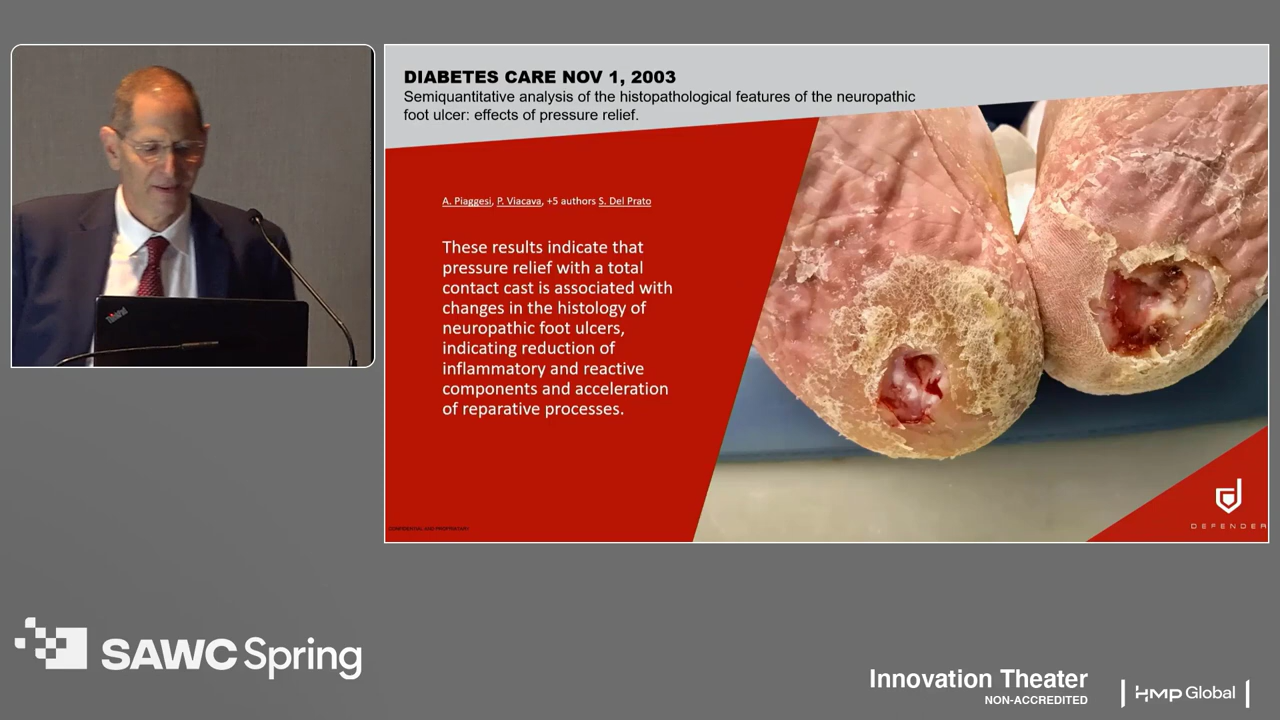 DIABETES CARE NOV 1, 2003
Semiquantitative analysis of the histopathological features of the neuropathic
foot ulcer: effects of pressure relief.
A. Piaggesi, P. Viacava, +5 authors S. Del Prato
These results indicate that
pressure relief with a total
contact cast is associated with
changes in the histology of
neuropathic foot ulcers,
indicating reduction of
inflammatory and reactive
components and acceleration
of reparative processes.
CONFIDENTIAL AND PROPRIETARY
DEFENDER
SAWC Spring
Innovation Theater
NON-ACCREDITED
HMP Global